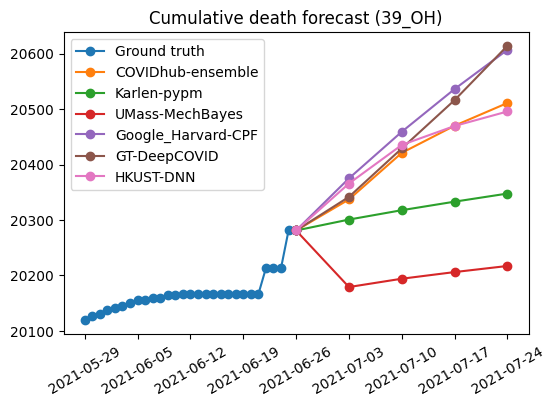 Cumulative death forecast (39_OH)
Ground truth
COVIDhub-ensemble
Karlen-pypm
UMass-MechBayes
Google_Harvard-CPF
GT-DeepCOVID
HKUST-DNN
20600
20500
20400
20300
20200
20100
2021-05-29
2021-06-05
2021-06-12
2021-06-19
2021-06-26
2021-07-03
2021-07-10
2021-07-17
2021-07-24